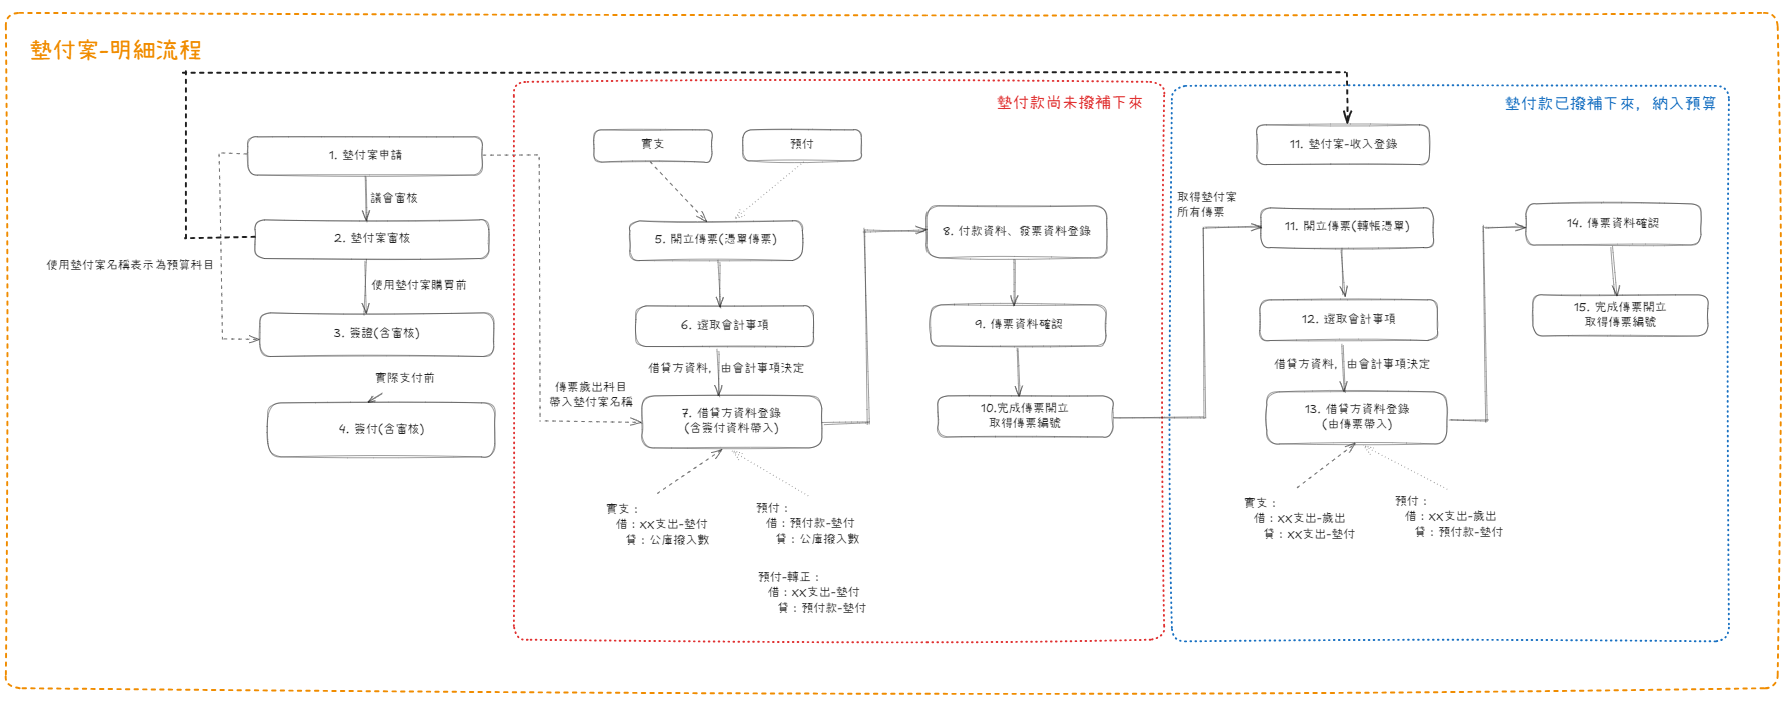 墊付案-明細流程
1. 墊付案申請
議會審核
2. 墊付案審核
使用墊付案名稱表示為預算科目
使用墊付案購買前
3. 簽證(含審核)
實際支付前
4. 簽付(含審核)
墊付款尚未撥補下來
實支
預付
5. 開立傳票(憑單傳票)
6. 選取會計事項
借貸方資料，由會計事項決定
傳票歲出科目
帶入墊付案名稱
7. 借貸方資料登錄
(含簽付資料帶入)
實支：
借：xx支出-墊付
貸：公庫撥入數
預付：
借：預付款-墊付
貸：公庫撥入數
預付-轉正：
借：xx支出-墊付
貸：預付款-墊付
8. 付款資料、發票資料登錄
9. 傳票資料確認
10.完成傳票開立
取得傳票編號
墊付款已撥補下來，納入預算
11. 墊付案-收入登錄
取得墊付案
所有傳票
11. 開立傳票(轉帳憑單)
12. 選取會計事項
借貸方資料，由會計事項決定
13. 借貸方資料登錄
(由傳票帶入)
實支：
借：xx支出-歲出
貸：xx支出-墊付
預付：
借：xx支出-歲出
貸：預付款-墊付
14. 傳票資料確認
15. 完成傳票開立
取得傳票編號